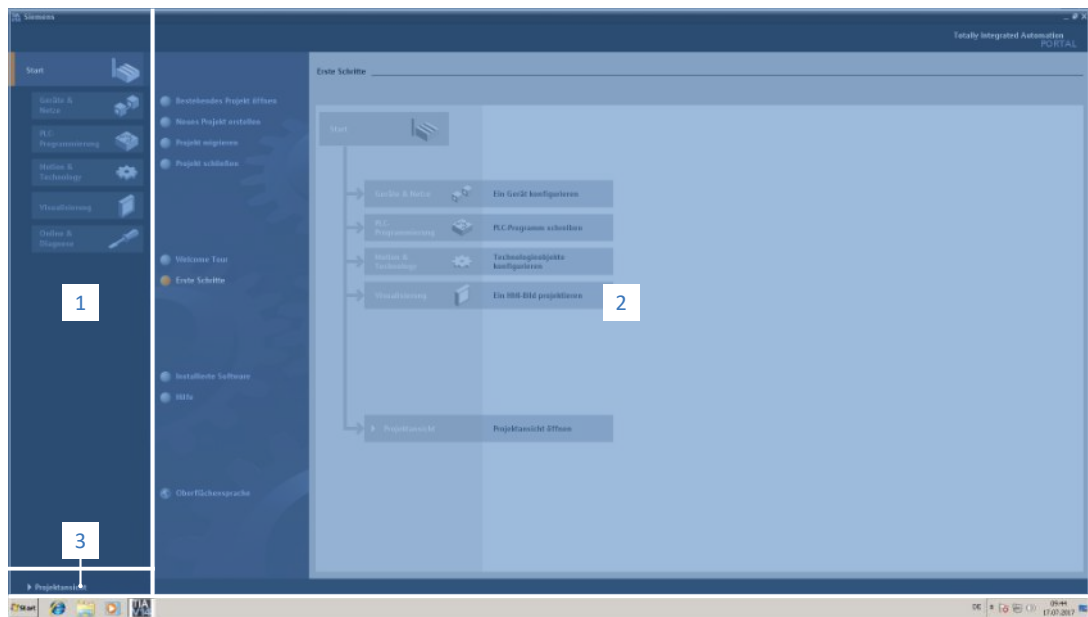 Siemens
Totally Integrated Automation
PORTAL
Start
Geräte &
Netze
PLC-
Programmierung
Motion &
Technology
Visualisierung
Online &
Diagnose
1
3
Projektansicht
Bestehendes Projekt öffnen
Neues Projekt erstellen
Projekt migrieren
Projekt schließen
Welcome Tour
Erste Schritte
Installierte Software
Hilfe
Oberflächensprache
Erste Schritte
Start
Geräte & Netze
Ein Gerät konfigurieren
PLC-
Programmierung
PLC-Programm schreiben
Motion &
Technology
Technologieobjekte
konfigurieren
Visualisierung
Ein HMI-Bild projektieren
2
Projektansicht
Projektansicht öffnen
Start
TIA
V14
DE
09:44
17.07.2017